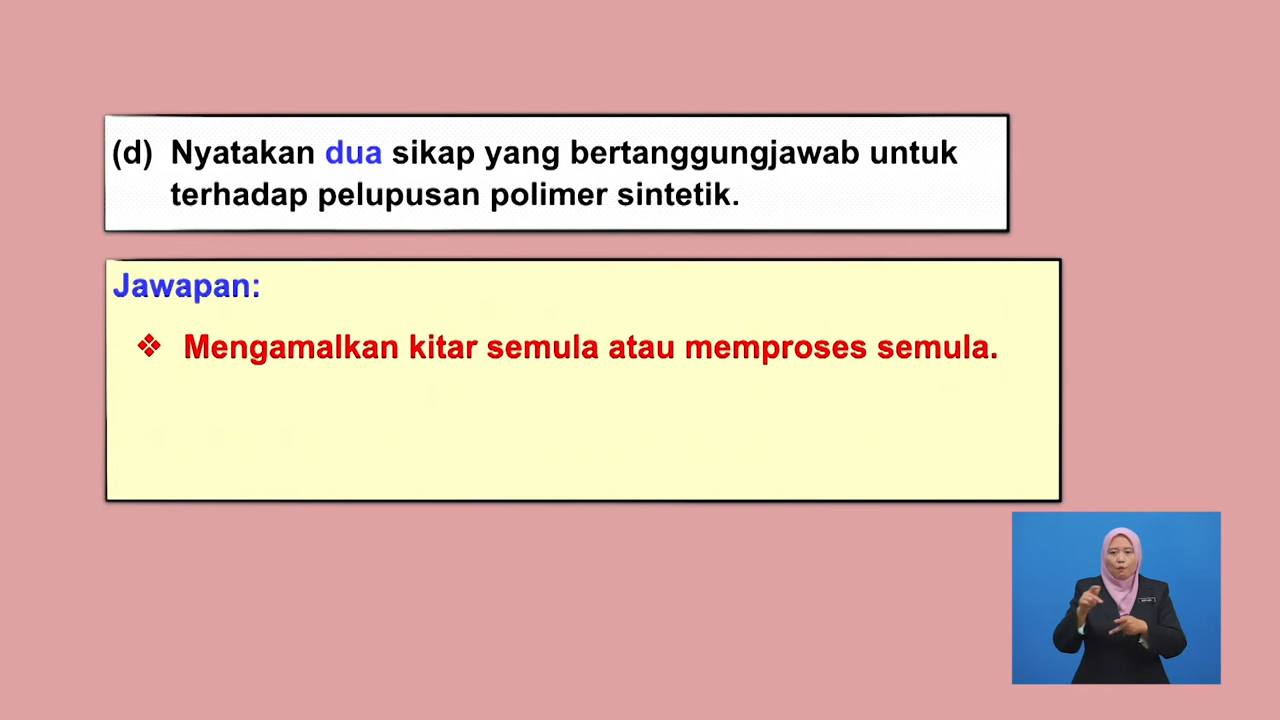 (d) Nyatakan dua sikap yang bertanggungjawab untuk
terhadap pelupusan polimer sintetik.
Jawapan:
❖ Mengamalkan kitar semula atau memproses semula.